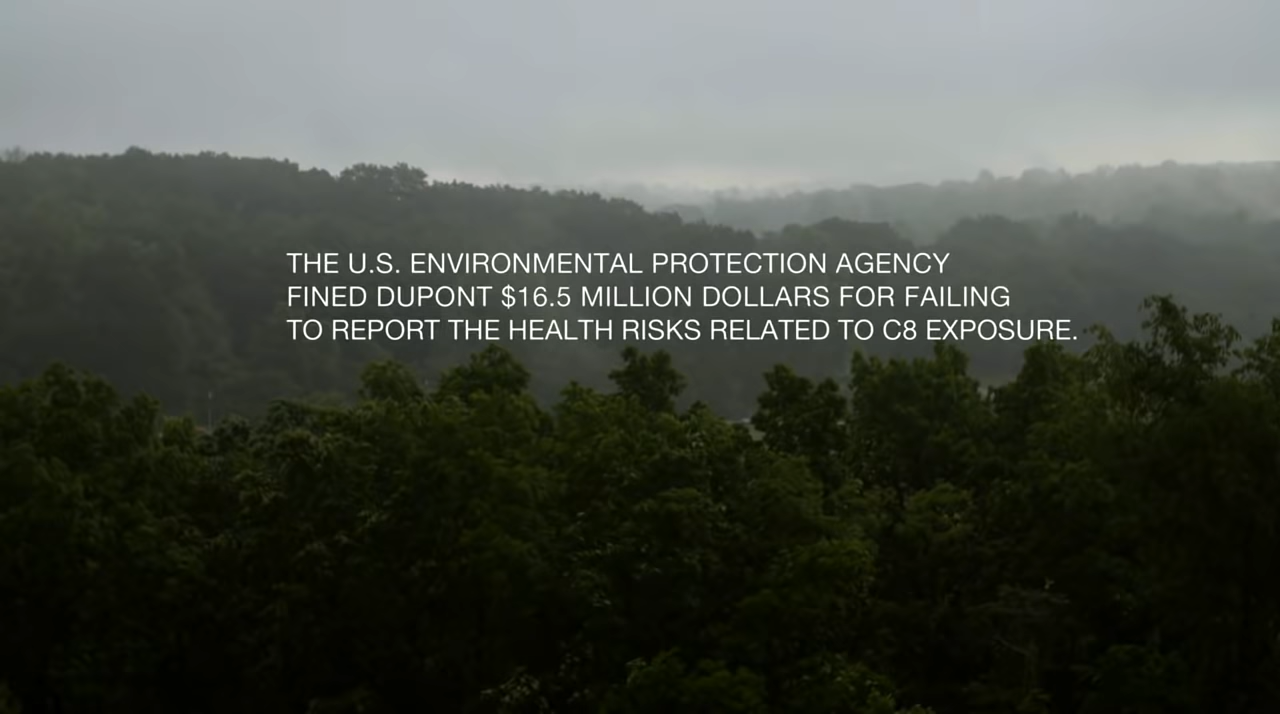 THE U.S. ENVIRONMENTAL PROTECTION AGENCY
FINED DUPONT $16.5 MILLION DOLLARS FOR FAILING
TO REPORT THE HEALTH RISKS RELATED TO C8 EXPOSURE.